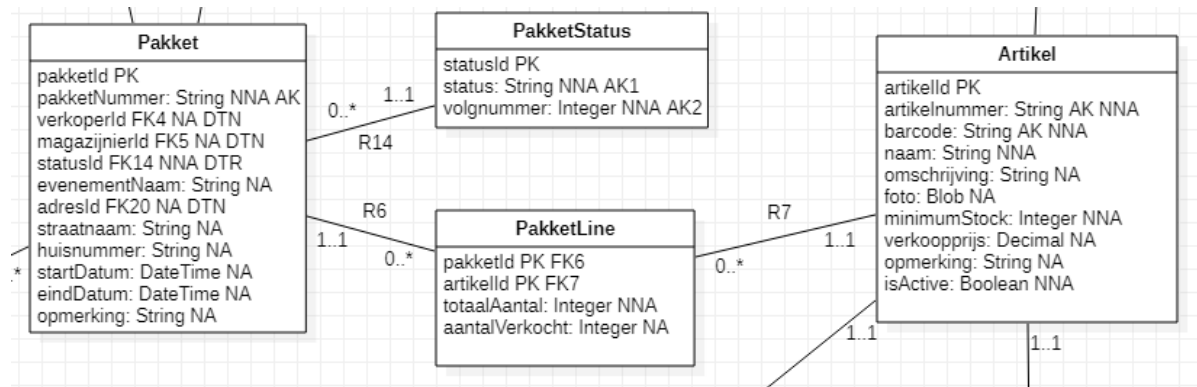 Pakket
pakketId PK
pakketNummer: String NNA AK
verkoperId FK4 NA DTN
magazijnierId FK5 NA DTN
statusId FK14 NNA DTR
evenementNaam: String NA
adresId FK20 NA DTN
straatnaam: String NA
huisnummer: String NA
startDatum: DateTime NA
eindDatum: DateTime NA
opmerking: String NA
*
0..*
1..1
R14
PakketStatus
statusId PK
status: String NNA AK1
volgnummer: Integer NNA AK2
R6
1..1
0..*
PakketLine
pakketId PK FK6
artikelId PK FK7
totaalAantal: Integer NNA
aantalVerkocht: Integer NA
R7
1..1
0..*
Artikel
artikelId PK
artikelnummer: String AK NNA
barcode: String AK NNA
naam: String NNA
omschrijving: String NA
foto: Blob NA
minimumStock: Integer NNA
verkoopprijs: Decimal NA
opmerking: String NA
isActive: Boolean NNA
1..1
1..1